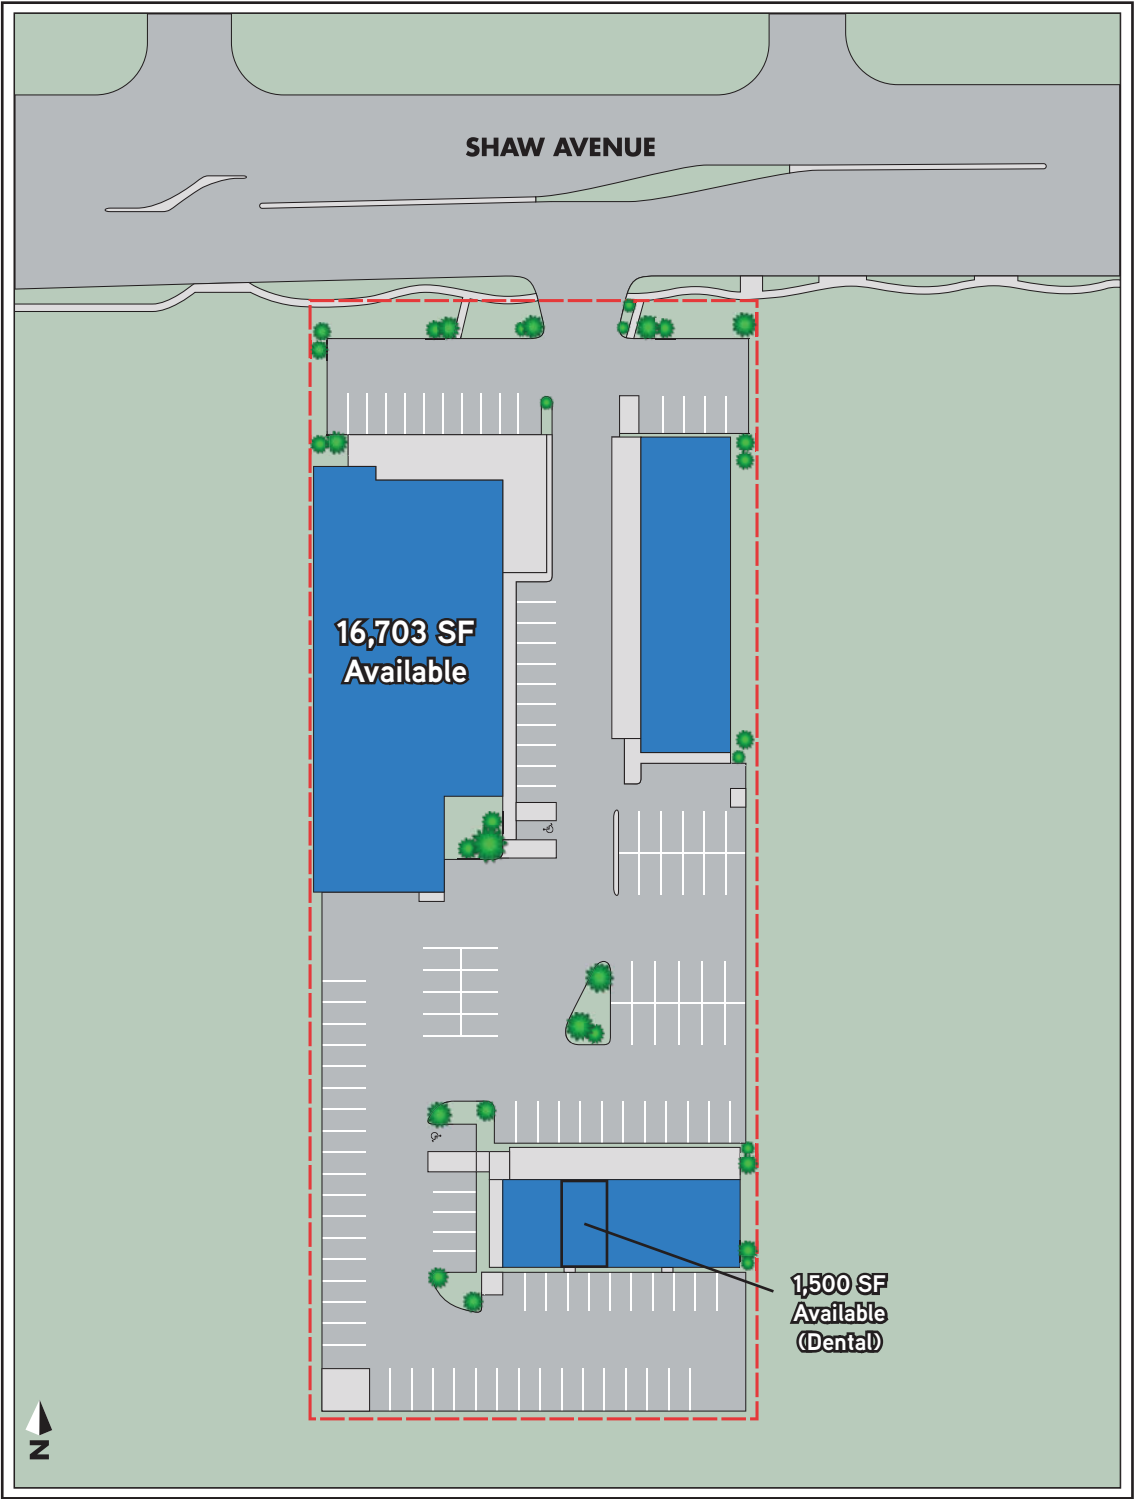 SHAW AVENUE
16,703 SF
Available
1,500 SF
Available
(Dental)
N